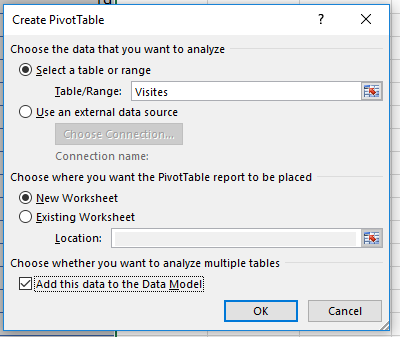 Create PivotTable
?
Choose the data that you want to analyze
Select a table or range
Table/Range: Visites
Use an external data source
Choose Connection...
Connection name:
Choose where you want the PivotTable report to be placed
New Worksheet
Existing Worksheet
Location:
Choose whether you want to analyze multiple tables
Add this data to the Data Model
OK Cancel